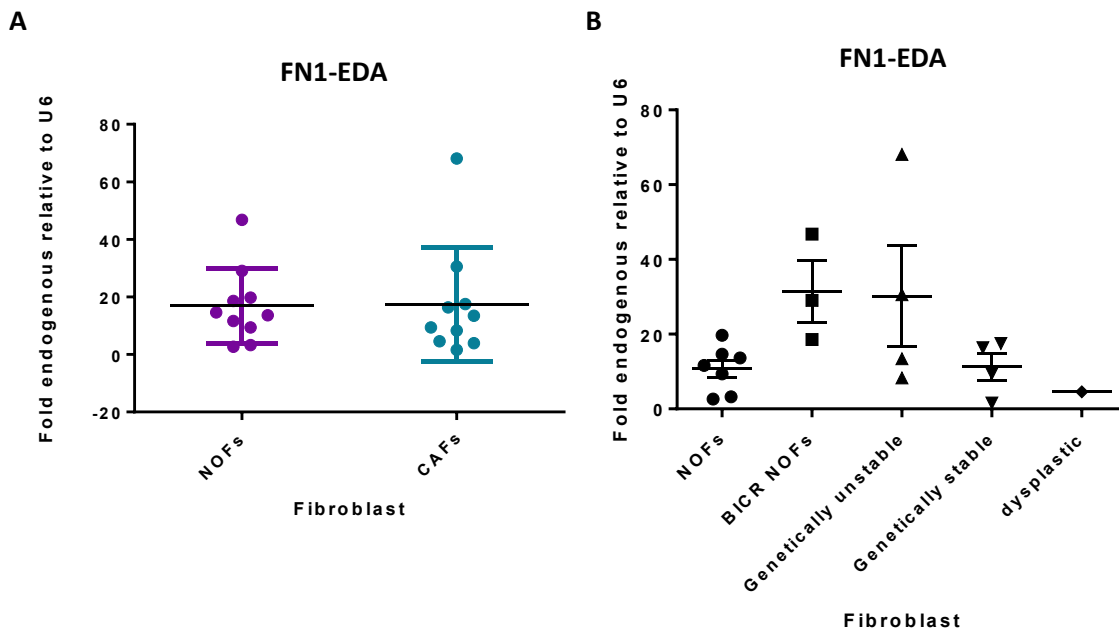 A
FN1-EDA
Fold endogenous relative to U6
80
60
40
20
0
-20
NOFs
CAFs
Fibroblast
B
FN1-EDA
Fold endogenous relative to U6
80
60
40
20
0
NOFs
BICR NOFs
Genetically unstable
Genetically stable
dysplastic
Fibroblast